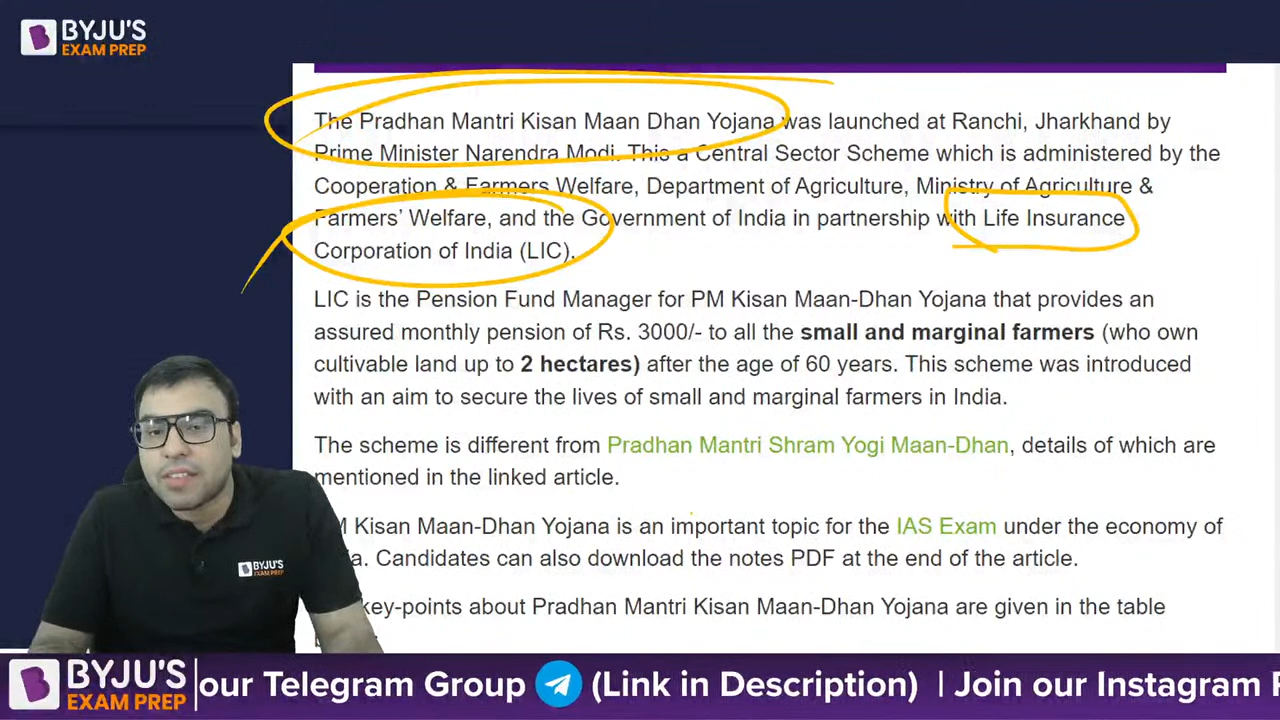 BYJU'S
EXAM PREP
The Pradhan Mantri Kisan Maan Dhan Yojana was launched at Ranchi, Jharkhand by
Prime Minister Narendra Modi. This a Central Sector Scheme which is administered by the
Cooperation & Farmers Welfare, Department of Agriculture, Ministry of Agriculture &
Farmers' Welfare, and the Government of India in partnership with Life Insurance
Corporation of India (LIC).
LIC is the Pension Fund Manager for PM Kisan Maan-Dhan Yojana that provides an
assured monthly pension of Rs. 3000/- to all the small and marginal farmers (who own
cultivable land up to 2 hectares) after the age of 60 years. This scheme was introduced
with an aim to secure the lives of small and marginal farmers in India.
The scheme is different from Pradhan Mantri Shram Yogi Maan-Dhan, details of which are
mentioned in the linked article.
M Kisan Maan-Dhan Yojana is an important topic for the IAS Exam under the economy of
a. Candidates can also download the notes PDF at the end of the article.
key-points about Pradhan Mantri Kisan Maan-Dhan Yojana are given in the table
BYJU'S
EXAM PREP
BYJU'S
EXAM PREP
our Telegram Group (Link in Description) | Join our Instagram